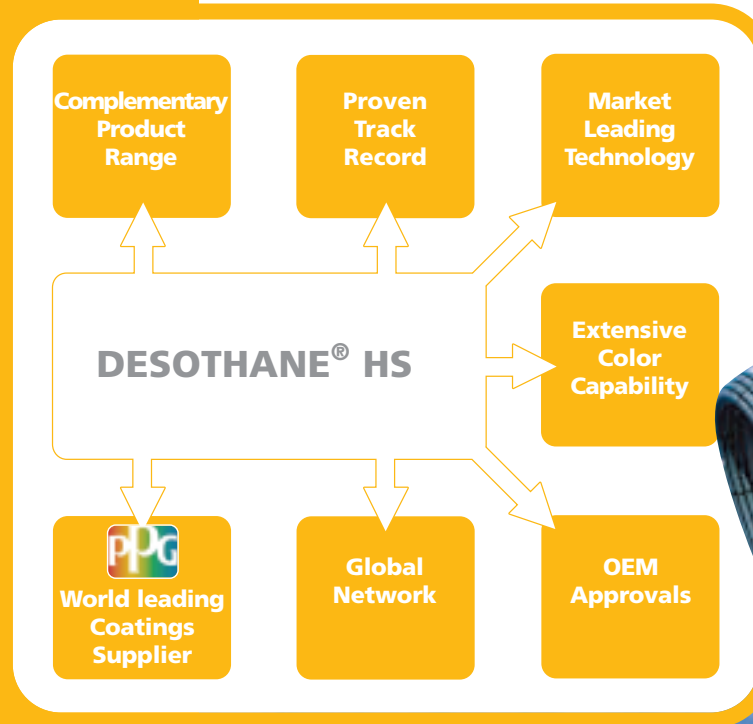 Complementary
Product
Range
Proven
Track
Record
Market
Leading
Technology
DESOTHANE® HS
Extensive
Color
Capability
PPG
World leading
Coatings
Supplier
Global
Network
OEM
Approvals